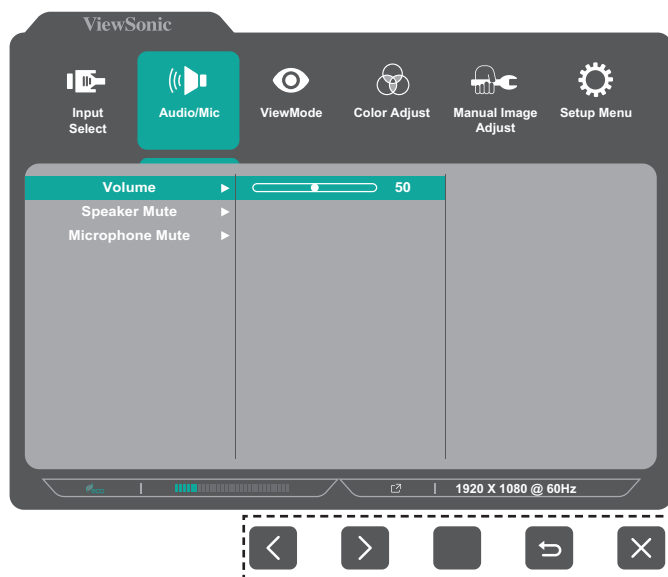 ViewSonic
Input
Select
Audio/Mic
ViewMode
Color Adjust
Manual Image
Adjust
Setup Menu
Volume
50
Speaker Mute
Microphone Mute
eco
1920 X 1080 @ 60Hz